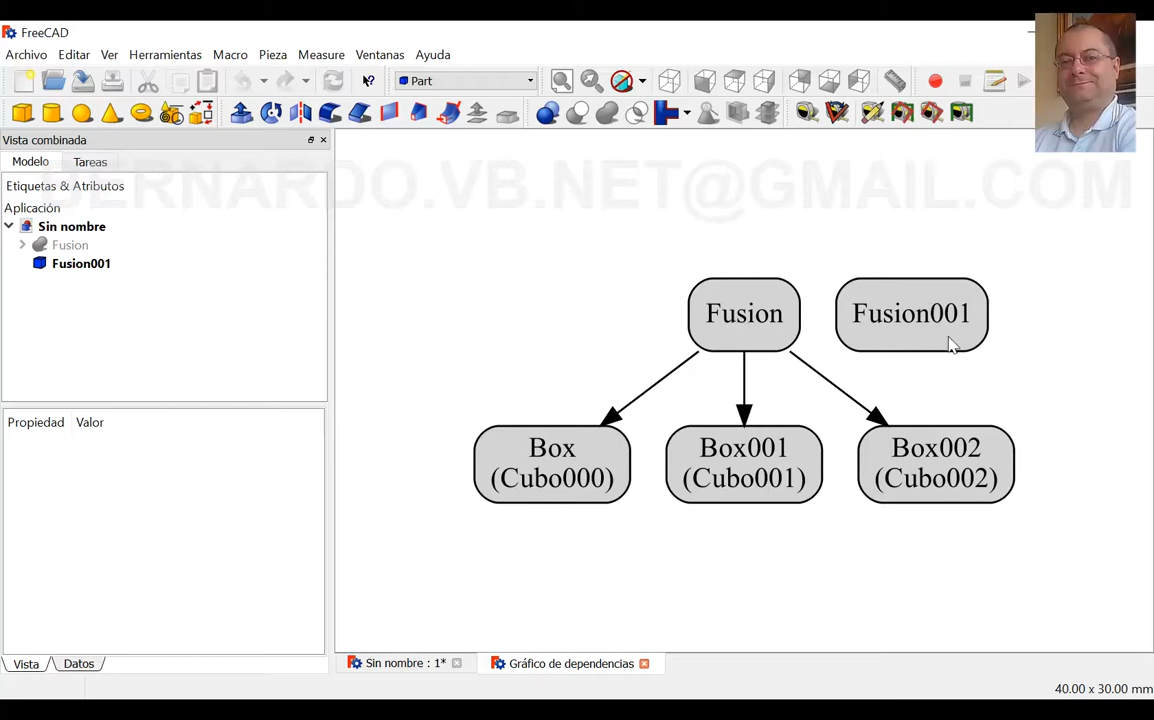 FreeCAD
Archivo Editar Ver Herramientas Macro Pieza Measure Ventanas Ayuda
Part
Vista combinada
Modelo Tareas
BERNARDO.VB.NET@GMAIL.COM
Etiquetas & Atributos
Aplicación
Sin nombre
Fusion
Fusion001
Fusion Fusion001
Box
(Cubo000)
Box001
(Cubo001)
Box002
(Cubo002)
Propiedad Valor
Vista Datos
Sin nombre : 1* Gráfico de dependencias
40.00 x 30.00 mm